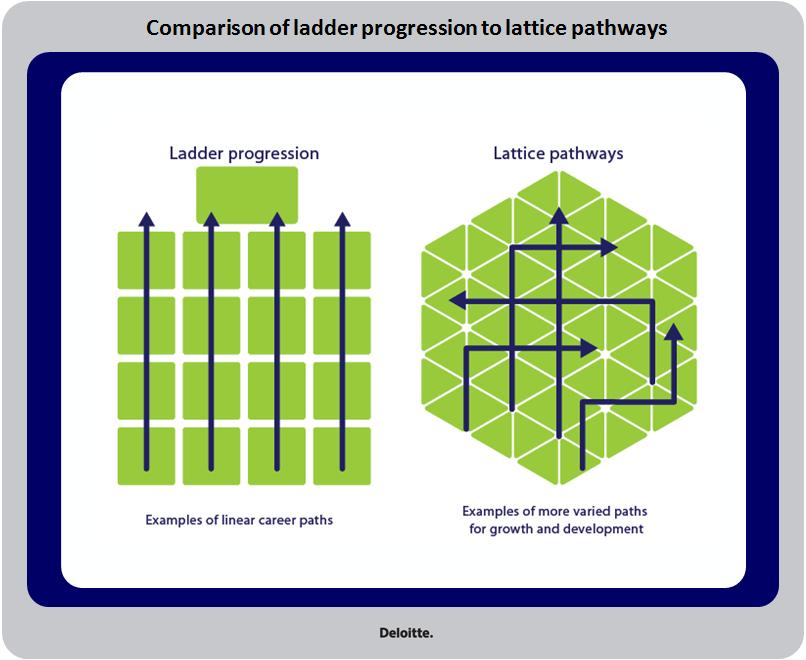 Comparison of ladder progression to lattice pathways
Ladder progression
Lattice pathways
Examples of linear career paths
Examples of more varied paths
for growth and development
Deloitte.